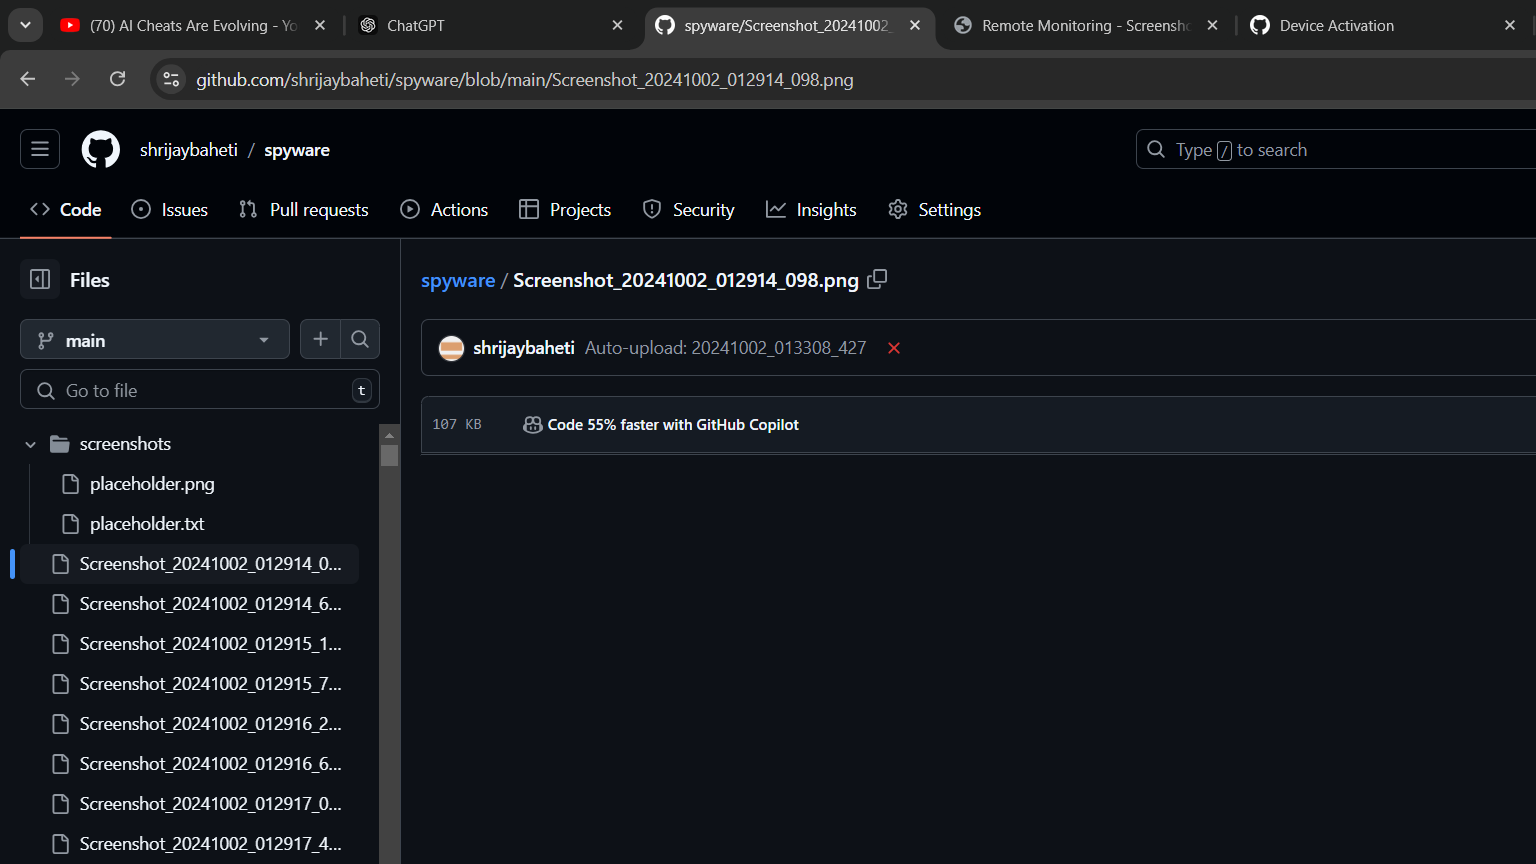 (70) AI Cheats Are Evolving - Yo
ChatGPT
spyware/Screenshot_20241002_
Remote Monitoring - Screensho
Device Activation
github.com/shrijaybaheti/spyware/blob/main/Screenshot_20241002_012914_098.png
shrijaybaheti / spyware
Type / to search
Code
Issues
Pull requests
Actions
Projects
Security
Insights
Settings
Files
main
Go to file
t
screenshots
placeholder.png
placeholder.txt
Screenshot_20241002_012914_0...
Screenshot_20241002_012914_6...
Screenshot_20241002_012915_1...
Screenshot_20241002_012915_7...
Screenshot_20241002_012916_2...
Screenshot_20241002_012916_6...
Screenshot_20241002_012917_0...
Screenshot_20241002_012917_4...
spyware / Screenshot_20241002_012914_098.png
shrijaybaheti Auto-upload: 20241002_013308_427
107 KB
Code 55% faster with GitHub Copilot